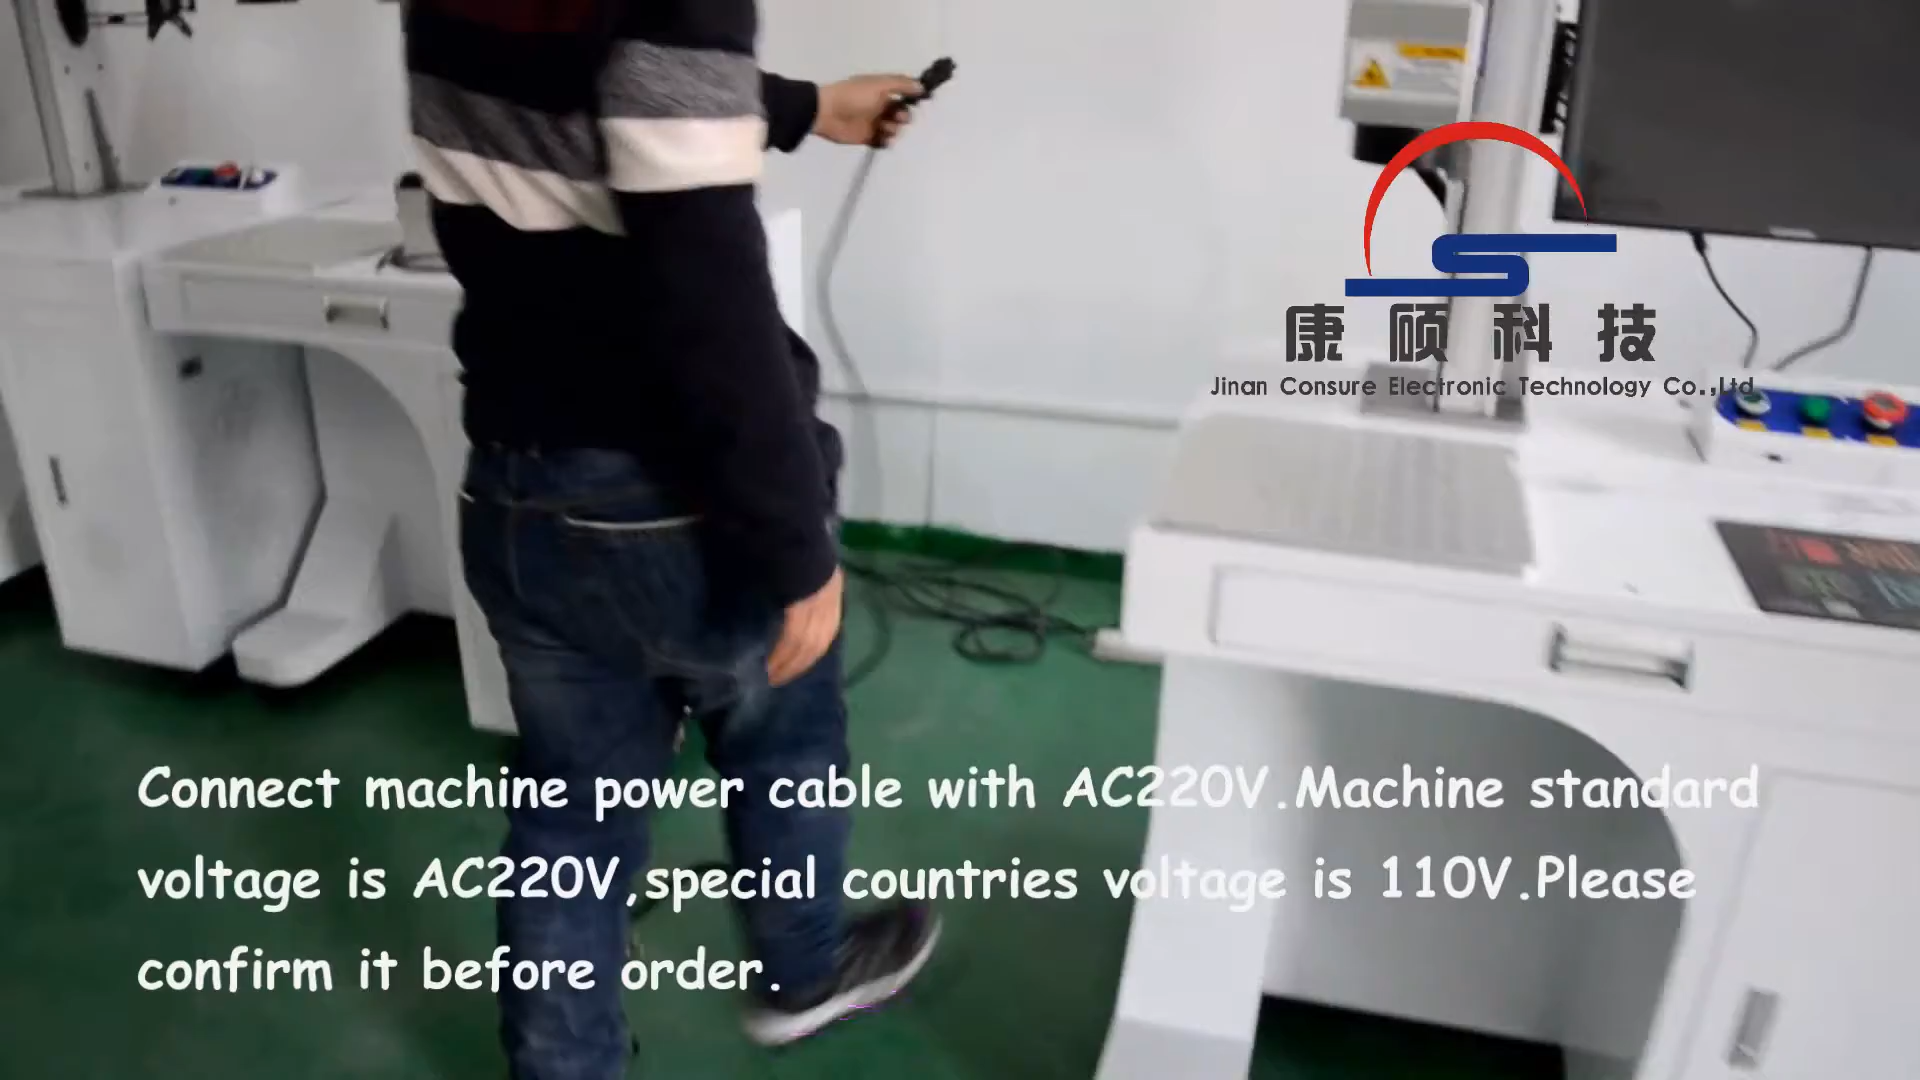 康硕科技
Jinan Consure Electronic Technology Co.,Ltd
Connect machine power cable with AC220V.Machine standard
voltage is AC220V,special countries voltage is 110V.Please
confirm it before order.